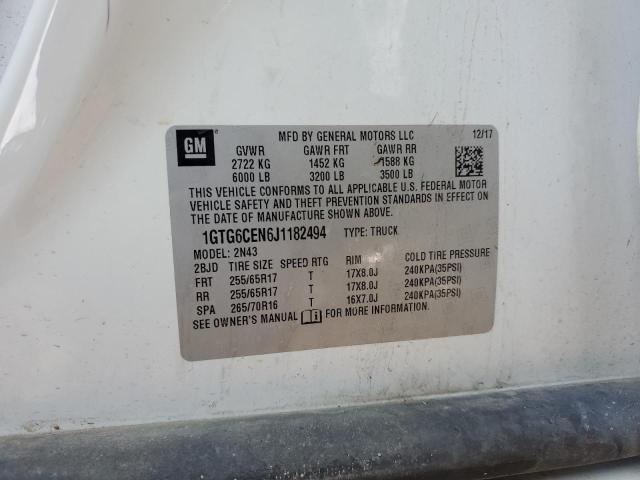 GM ®
MFD BY GENERAL MOTORS LLC 12/17
GVWR GAWR FRT GAWR RR
2722 KG 1452 KG 1588 KG
6000 LB 3200 LB 3500 LB
THIS VEHICLE CONFORMS TO ALL APPLICABLE U.S. FEDERAL MOTOR
VEHICLE SAFETY AND THEFT PREVENTION STANDARDS IN EFFECT ON
THE DATE OF MANUFACTURE SHOWN ABOVE.
1GTG6CEN6J1182494 TYPE: TRUCK
MODEL: 2N43
2BJD TIRE SIZE SPEED RTG RIM COLD TIRE PRESSURE
FRT 255/65R17 T 17X8.0J 240KPA(35PSI)
RR 255/65R17 T 17X8.0J 240KPA(35PSI)
SPA 265/70R16 T 16X7.0J 240KPA(35PSI)
SEE OWNER'S MANUAL FOR MORE INFORMATION.